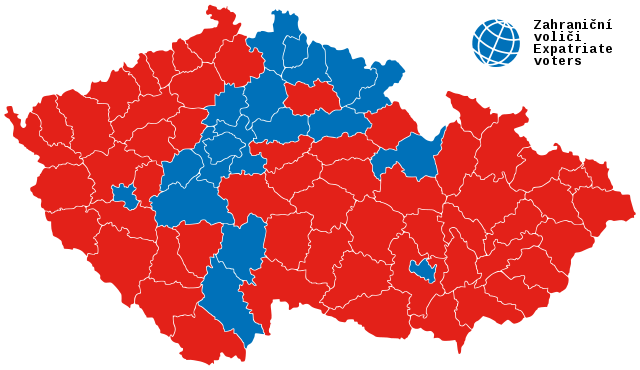 Zahraniční
voliči
Expatriate
voters